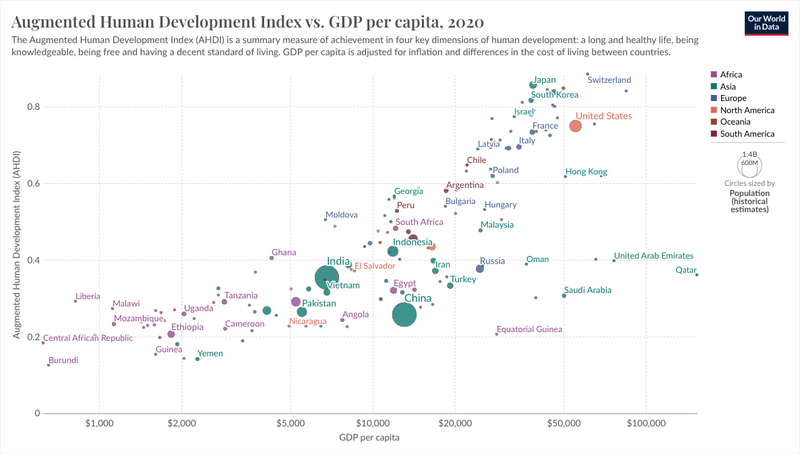 Augmented Human Development Index vs. GDP per capita, 2020
Our World
in Data
The Augmented Human Development Index (AHDI) is a summary measure of achievement in four key dimensions of human development: a long and healthy life, being
knowledgeable, being free and having a decent standard of living. GDP per capita is adjusted for inflation and differences in the cost of living between countries.
Augmented Human Development Index (AHDI)
0.8
0.6
0.4
0.2
0
Japan
Switzerland
South Korea
Israel
United States
France
Latvia
Italy
Chile
Poland
Hong Kong
Argentina
Georgia
Peru
Bulgaria
Hungary
Moldova
South Africa
Malaysia
Indonesia
Ghana
India
El Salvador
Iran
Russia
Oman
United Arab Emirates
Qatar
Vietnam
Egypt
Turkey
Saudi Arabia
Liberia
Malawi
Tanzania
Pakistan
China
Uganda
Mozambique
Ethiopia
Cameroon
Nicaragua
Angola
Equatorial Guinea
Central African Republic
Guinea
Yemen
Burundi
$1,000
$2,000
$5,000
$10,000
$20,000
$50,000
$100,000
GDP per capita
Africa
Asia
Europe
North America
Oceania
South America
1:4B
600M
Circles sized by
Population
(historical
estimates)